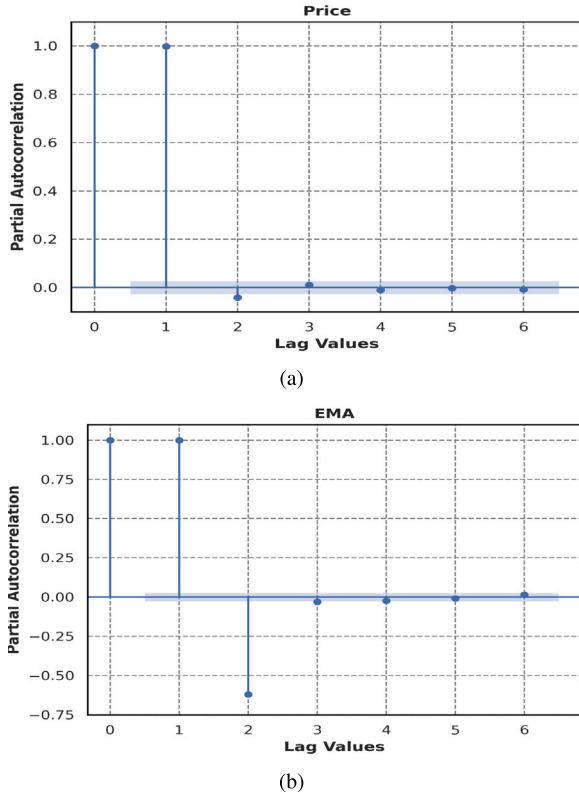 Price
1.0
0.8
0.6
0.4
0.2
0.0
Partial Autocorrelation
0 1 2 3 4 5 6
Lag Values
(a)
EMA
1.00
0.75
0.50
0.25
0.00
−0.25
−0.50
−0.75
Partial Autocorrelation
0 1 2 3 4 5 6
Lag Values
(b)